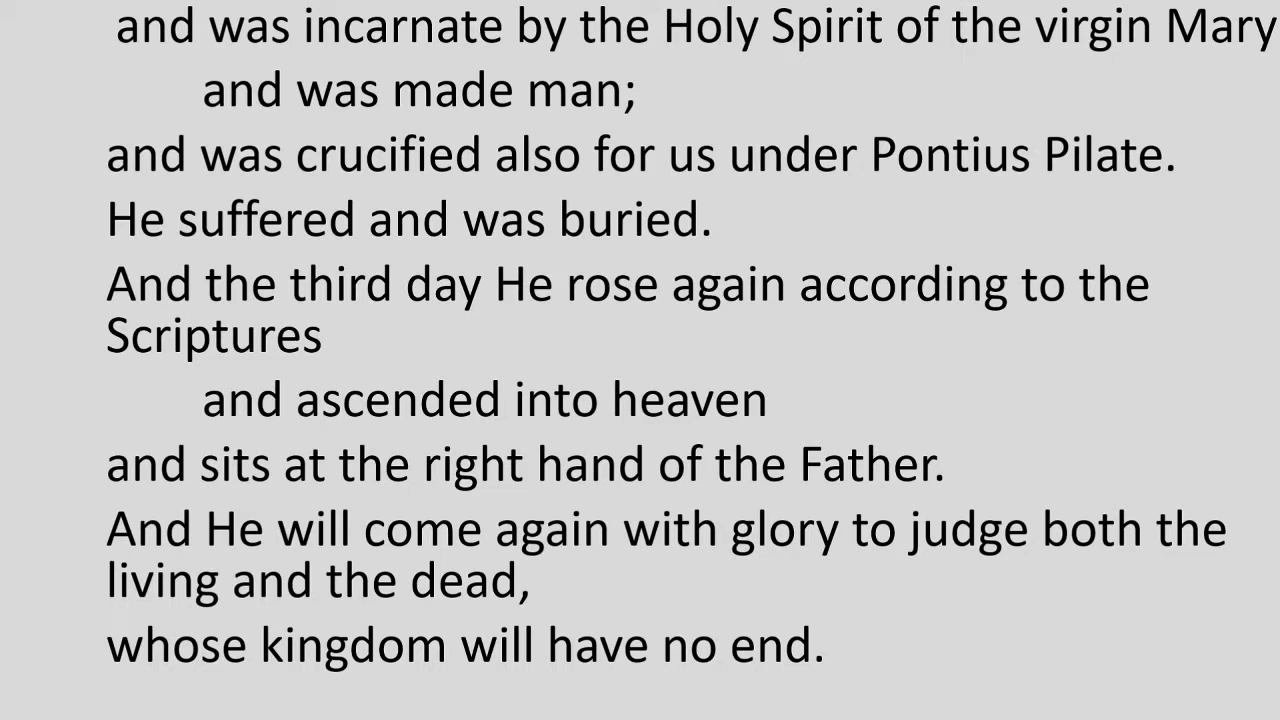 and was incarnate by the Holy Spirit of the virgin Mary
and was made man;
and was crucified also for us under Pontius Pilate.
He suffered and was buried.
And the third day He rose again according to the
Scriptures
and ascended into heaven
and sits at the right hand of the Father.
And He will come again with glory to judge both the
living and the dead,
whose kingdom will have no end.